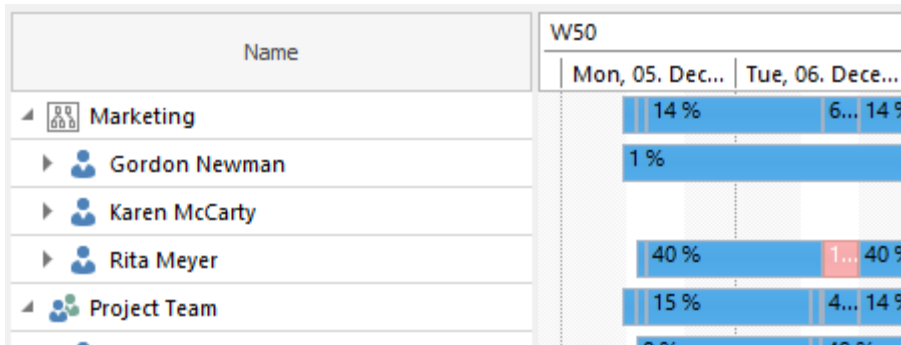 Name
W50
Mon, 05. Dec... Tue, 06. Dece...
Marketing 14 % 6... 14 %
Gordon Newman 1 %
Karen McCarty
Rita Meyer 40 % 1... 40 %
Project Team 15 % 4... 14 %